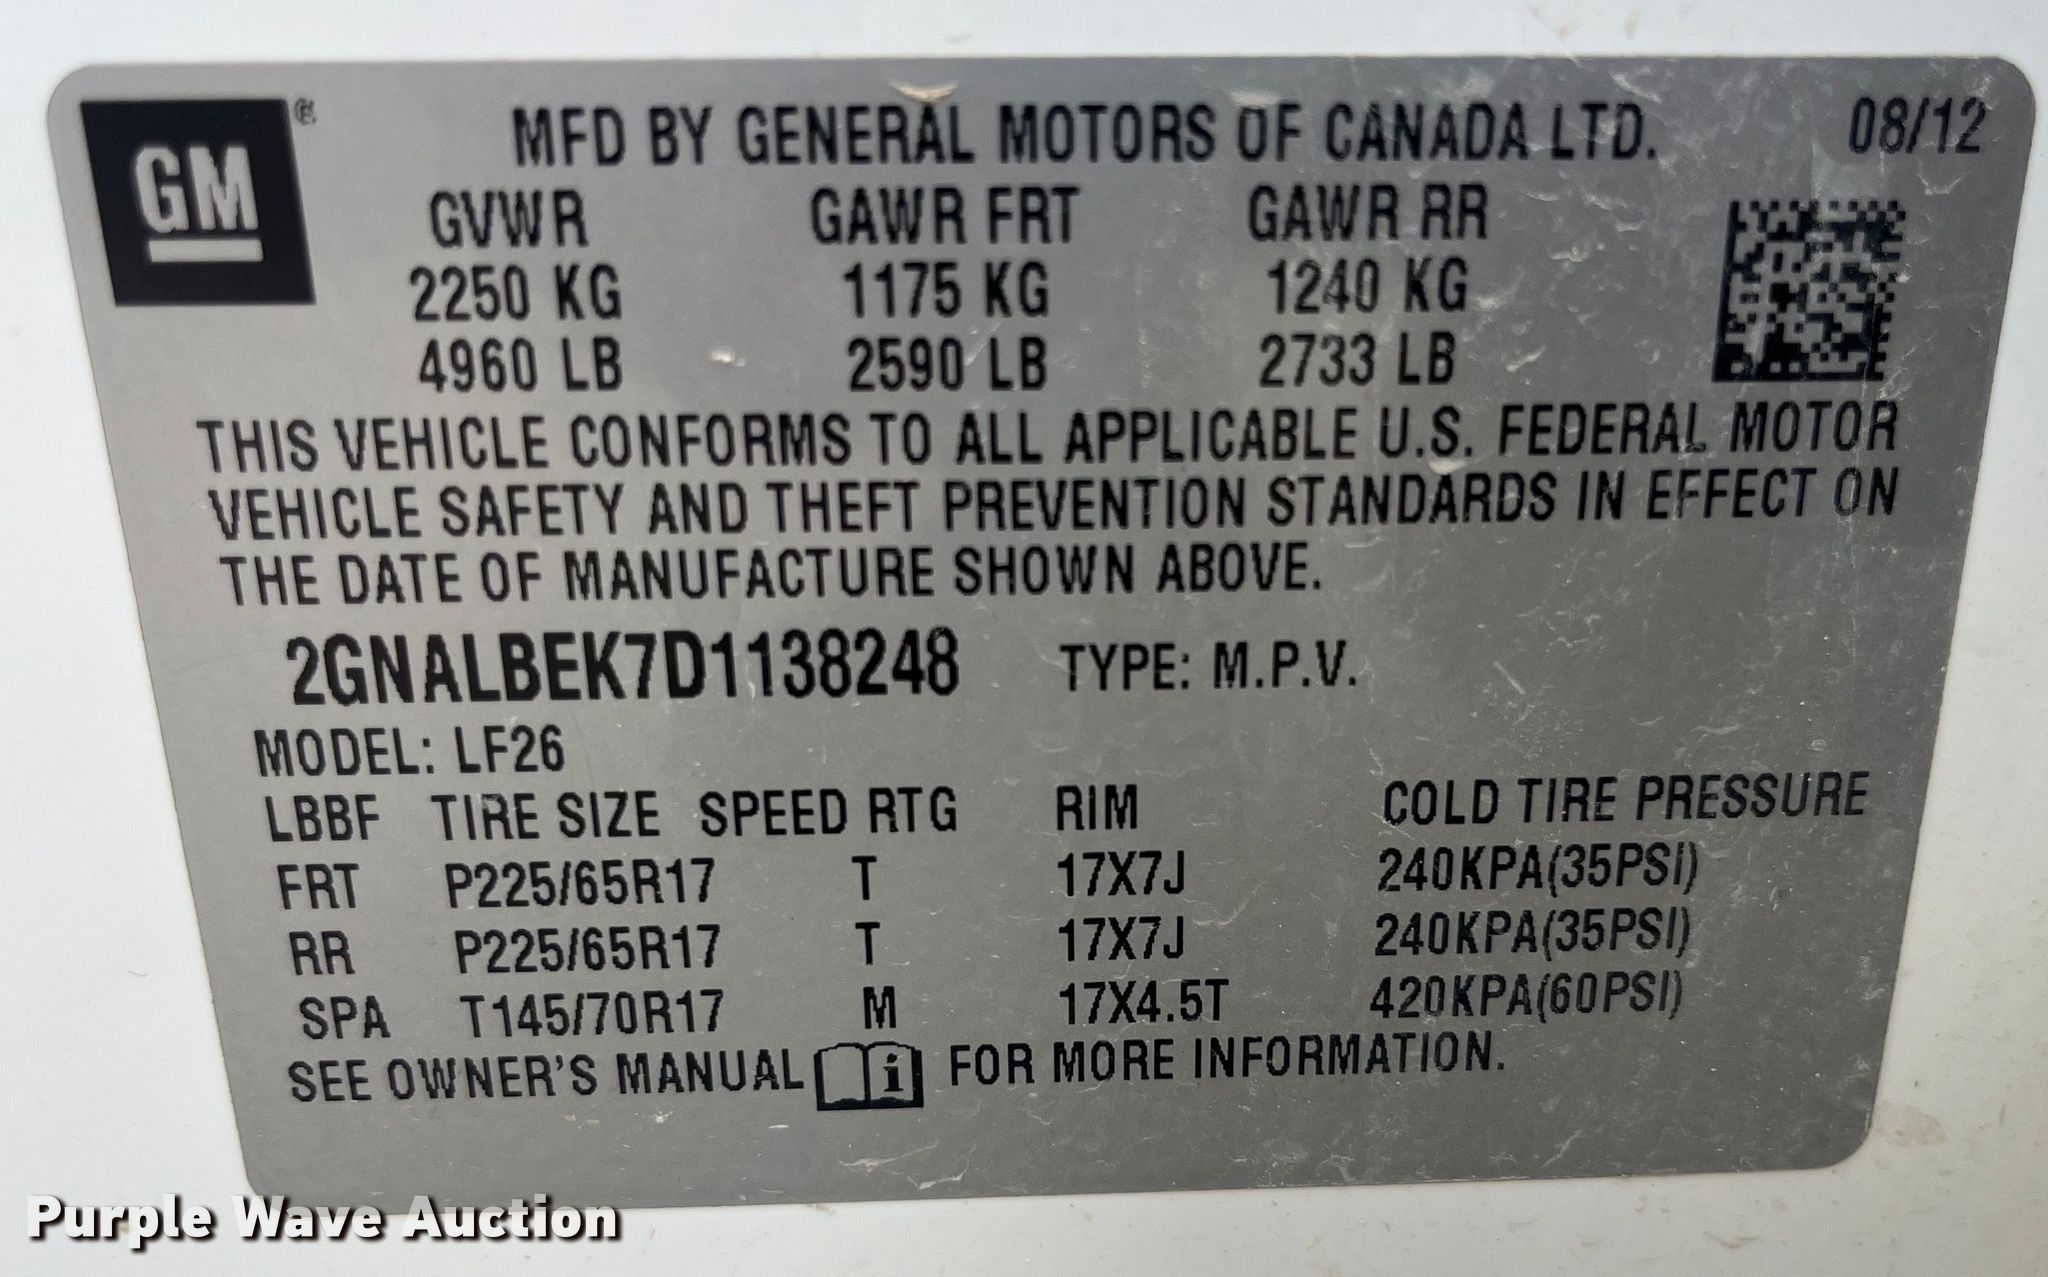 GM®
MFD BY GENERAL MOTORS OF CANADA LTD. 08/12
GVWR GAWR FRT GAWR RR
2250 KG 1175 KG 1240 KG
4960 LB 2590 LB 2733 LB
THIS VEHICLE CONFORMS TO ALL APPLICABLE U.S. FEDERAL MOTOR
VEHICLE SAFETY AND THEFT PREVENTION STANDARDS IN EFFECT ON
THE DATE OF MANUFACTURE SHOWN ABOVE.
2GNALBEK7D1138248 TYPE: M.P.V.
MODEL: LF26
LBBF TIRE SIZE SPEED RTG RIM COLD TIRE PRESSURE
FRT P225/65R17 T 17X7J 240KPA(35PSI)
RR P225/65R17 T 17X7J 240KPA(35PSI)
SPA T145/70R17 M 17X4.5T 420KPA(60PSI)
SEE OWNER'S MANUAL i FOR MORE INFORMATION.
Purple Wave Auction